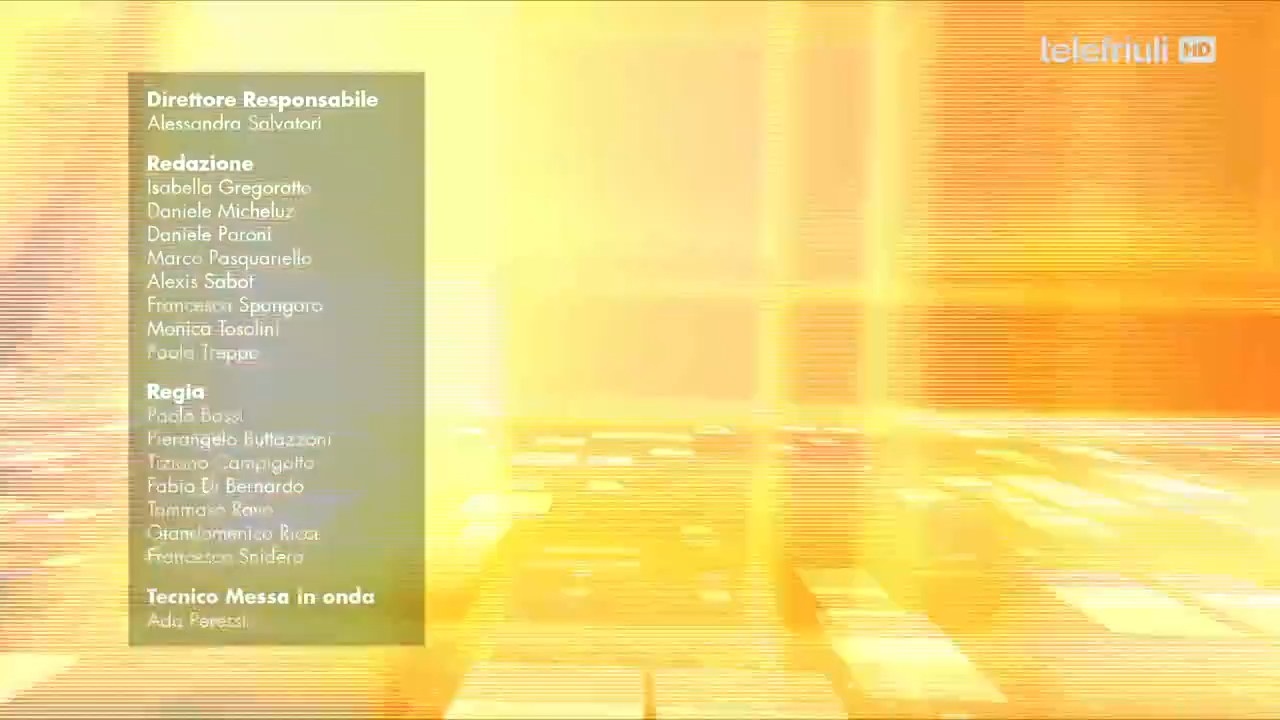 telefriuli HD
Direttore Responsabile
Alessandra Salvatori
Redazione
Isabella Gregoratto
Daniele Micheluz
Daniele Paroni
Marco Pasquariello
Alexis Sabot
Francesca Spangaro
Monica Tosolini
Paola Treppo
Regia
Paolo Bassi
Pierangelo Buttazzoni
Tiziano Campigotto
Fabio Di Bernardo
Tommaso
Giandomenico Ricci
Francesco Snidero
Tecnico Messa in onda
Ada Peressi